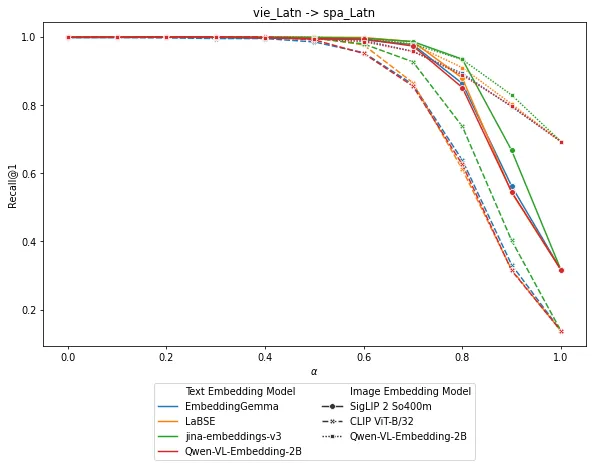 vie_Latn -> spa_Latn
Recall@1
1.0
0.8
0.6
0.4
0.2
0.0 0.2 0.4 0.6 0.8 1.0
α
Text Embedding Model
EmbeddingGemma
LaBSE
jina-embeddings-v3
Qwen-VL-Embedding-2B
Image Embedding Model
SigLIP 2 So400m
CLIP ViT-B/32
Qwen-VL-Embedding-2B